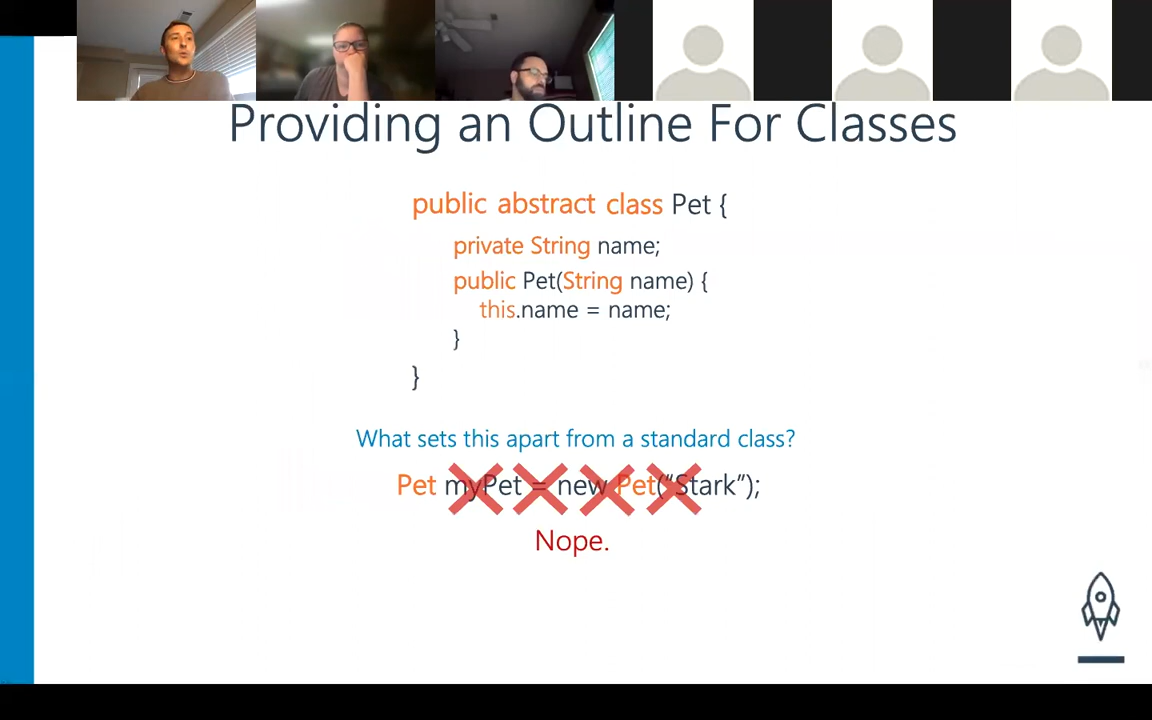 Providing an Outline For Classes
public abstract class Pet {
private String name;
public Pet(String name) {
this.name = name;
}
}
What sets this apart from a standard class?
Pet myPet = new Pet(“Stark”);
Nope.